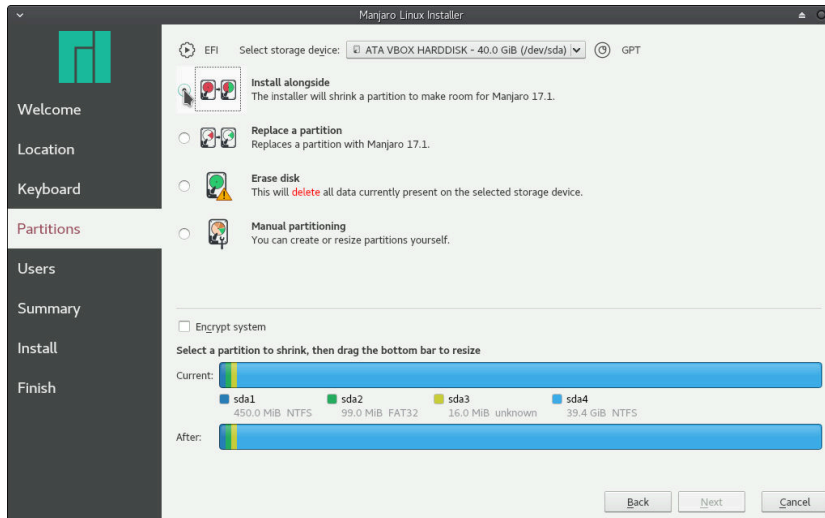 Manjaro Linux Installer
EFI Select storage device: ATA VBOX HARDDISK - 40.0 GiB (/dev/sda) GPT
Welcome
Location
Keyboard
Partitions
Users
Summary
Install
Finish
Install alongside
The installer will shrink a partition to make room for Manjaro 17.1.
Replace a partition
Replaces a partition with Manjaro 17.1.
Erase disk
This will delete all data currently present on the selected storage device.
Manual partitioning
You can create or resize partitions yourself.
Encrypt system
Select a partition to shrink, then drag the bottom bar to resize
Current:
sda1 sda2 sda3 sda4
450.0 MiB NTFS 99.0 MiB FAT32 16.0 MiB unknown 39.4 GiB NTFS
After:
Back Next Cancel